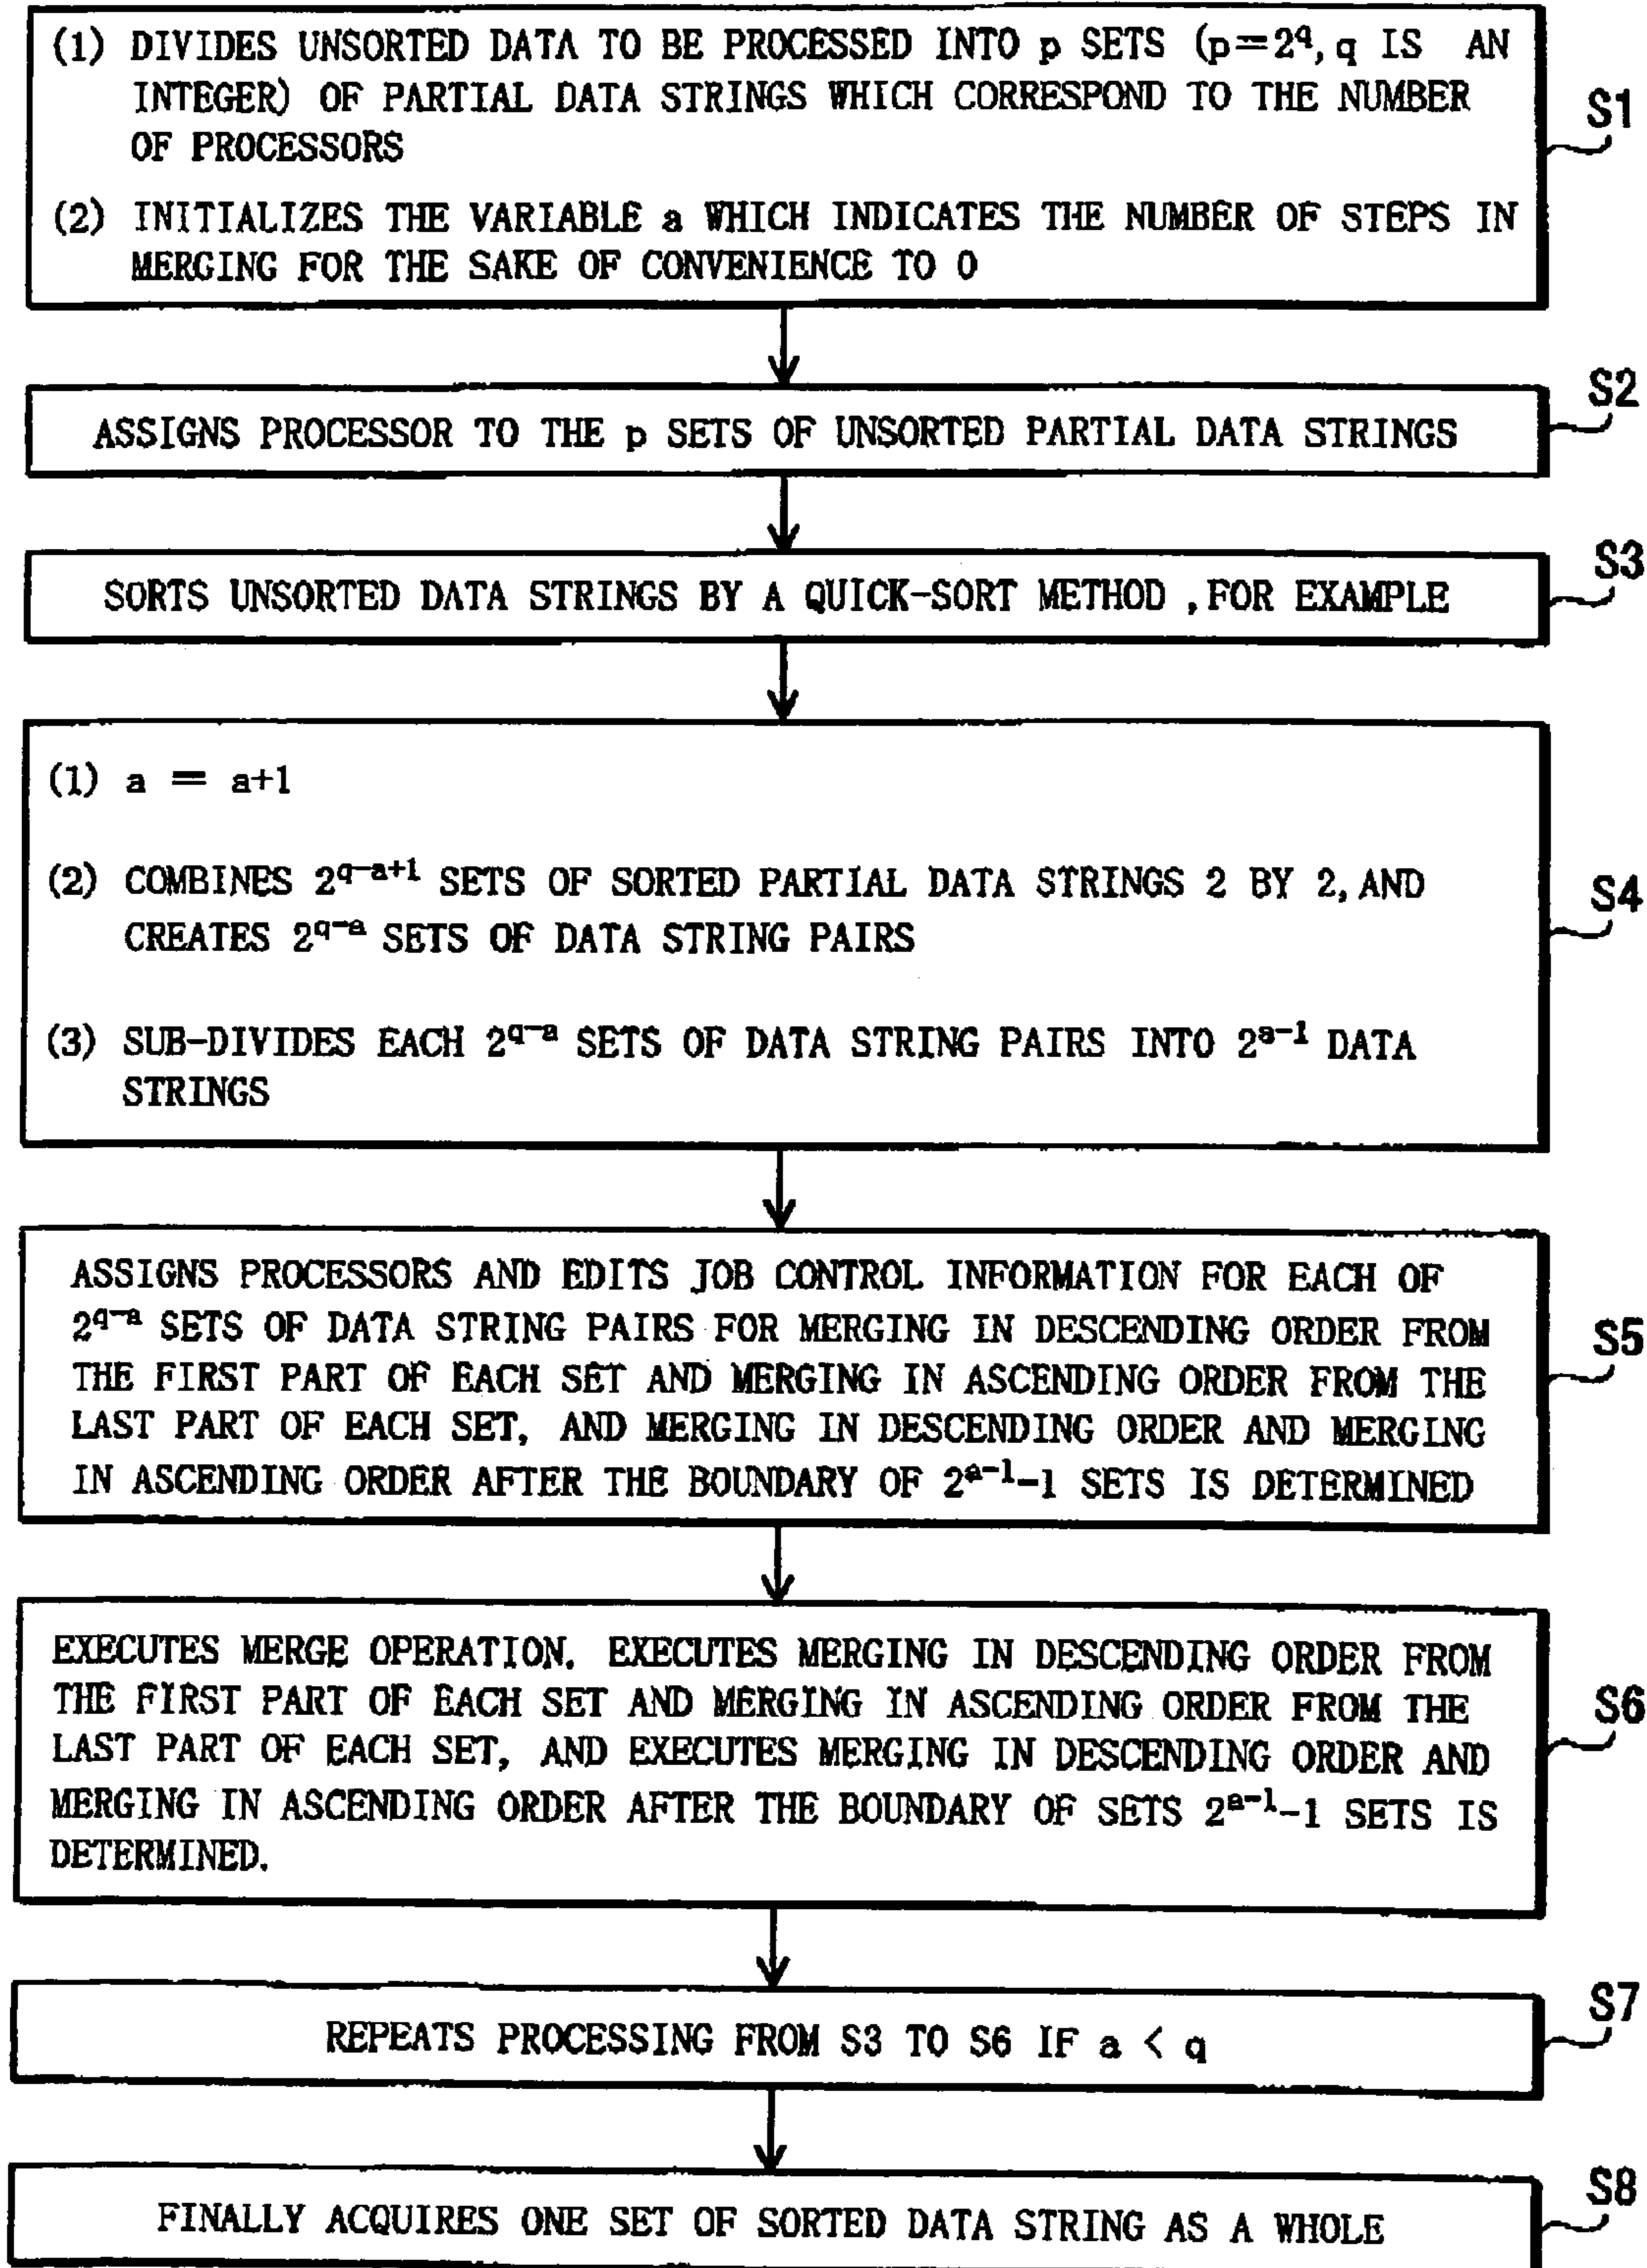 (1) DIVIDES UNSORTED DATA TO BE PROCESSED INTO p SETS (p=2^q, q IS AN
INTEGER) OF PARTIAL DATA STRINGS WHICH CORRESPOND TO THE NUMBER
OF PROCESSORS
S1
(2) INITIALIZES THE VARIABLE a WHICH INDICATES THE NUMBER OF STEPS IN
MERGING FOR THE SAKE OF CONVENIENCE TO 0
S2
ASSIGNS PROCESSOR TO THE p SETS OF UNSORTED PARTIAL DATA STRINGS
S3
SORTS UNSORTED DATA STRINGS BY A QUICK-SORT METHOD ,FOR EXAMPLE
(1) a = a+1
(2) COMBINES 2^{q-a+1} SETS OF SORTED PARTIAL DATA STRINGS 2 BY 2, AND
CREATES 2^{q-a} SETS OF DATA STRING PAIRS
S4
(3) SUB-DIVIDES EACH 2^{q-a} SETS OF DATA STRING PAIRS INTO 2^{a-1} DATA
STRINGS
ASSIGNS PROCESSORS AND EDITS JOB CONTROL INFORMATION FOR EACH OF
2^{q-a} SETS OF DATA STRING PAIRS FOR MERGING IN DESCENDING ORDER FROM
THE FIRST PART OF EACH SET AND MERGING IN ASCENDING ORDER FROM THE
LAST PART OF EACH SET, AND MERGING IN DESCENDING ORDER AND MERGING
IN ASCENDING ORDER AFTER THE BOUNDARY OF 2^{a-1}-1 SETS IS DETERMINED
S5
EXECUTES MERGE OPERATION. EXECUTES MERGING IN DESCENDING ORDER FROM
THE FIRST PART OF EACH SET AND MERGING IN ASCENDING ORDER FROM THE
LAST PART OF EACH SET, AND EXECUTES MERGING IN DESCENDING ORDER AND
MERGING IN ASCENDING ORDER AFTER THE BOUNDARY OF SETS 2^{a-1}-1 SETS IS
DETERMINED.
S6
S7
REPEATS PROCESSING FROM S3 TO S6 IF a < q
S8
FINALLY ACQUIRES ONE SET OF SORTED DATA STRING AS A WHOLE